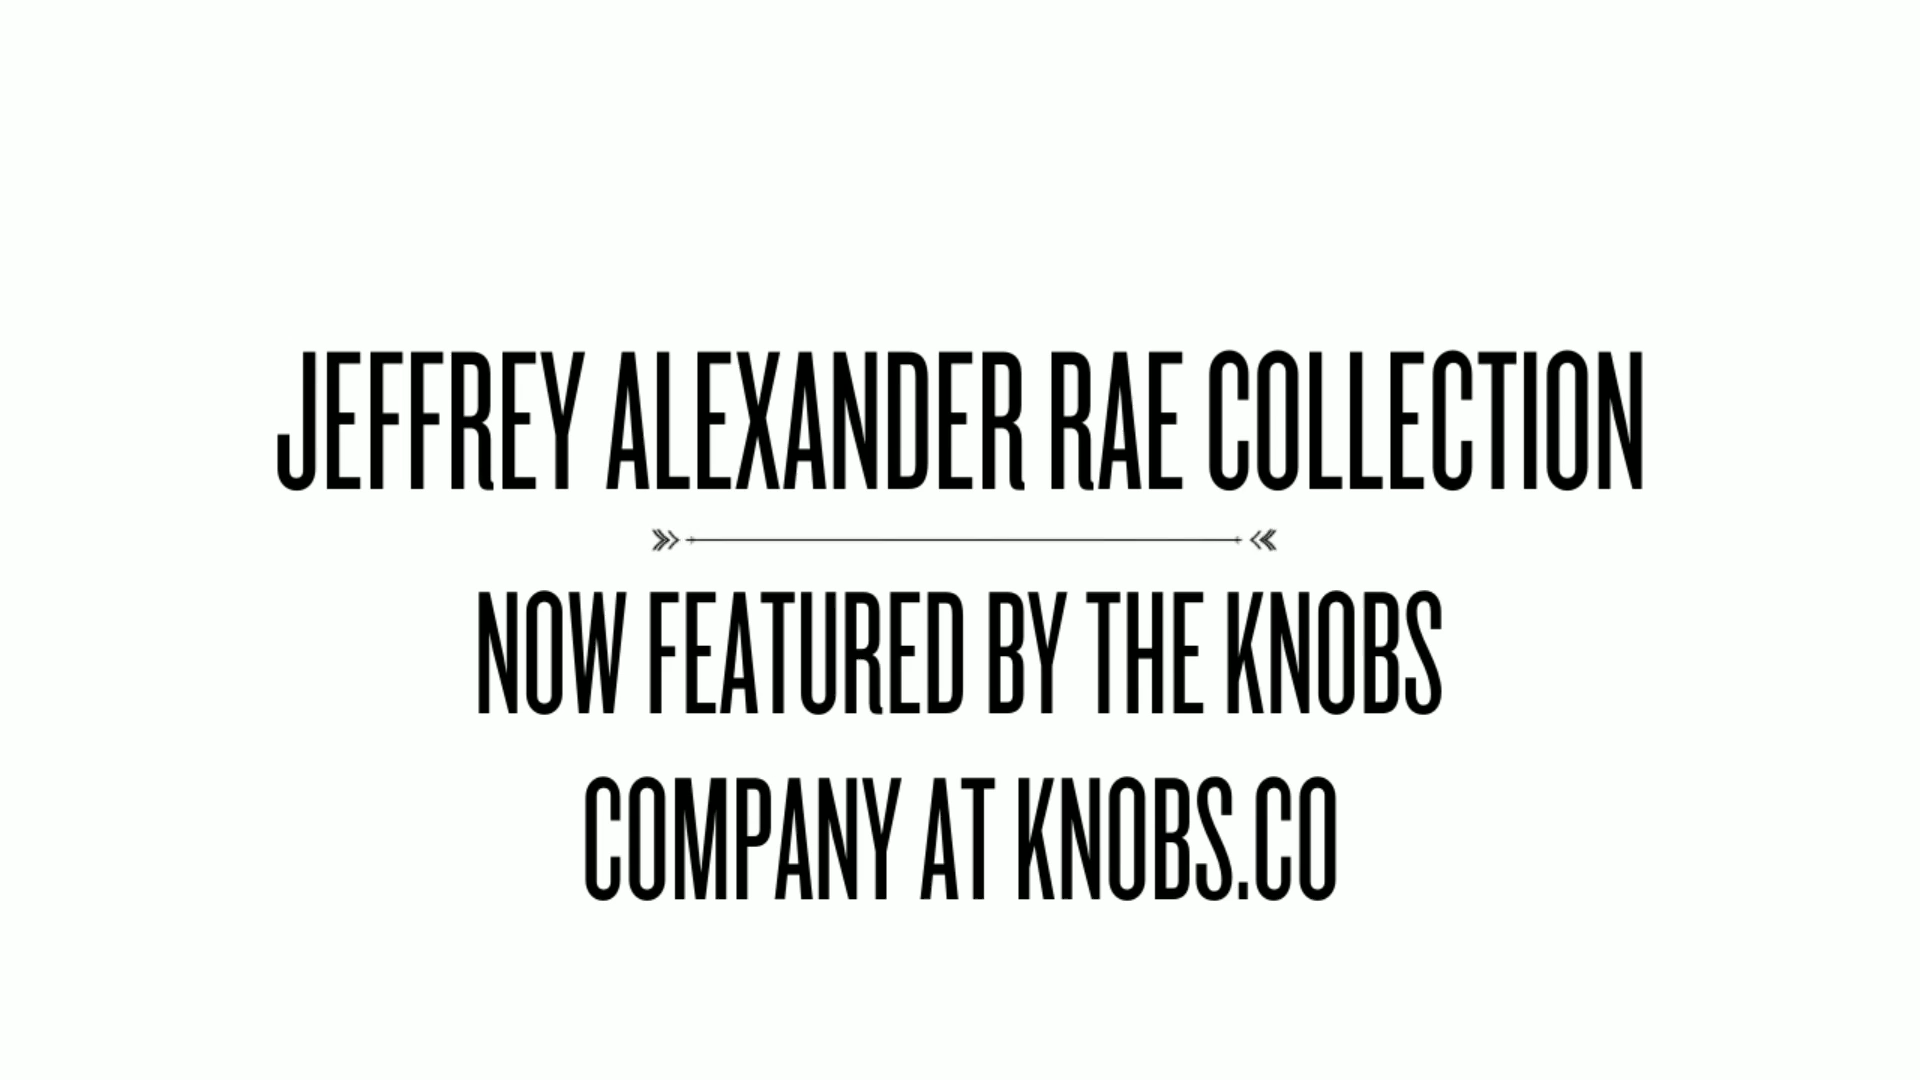 JEFFREY ALEXANDER RAE COLLECTION
NOW FEATURED BY THE KNOBS
COMPANY AT KNOBS.CO